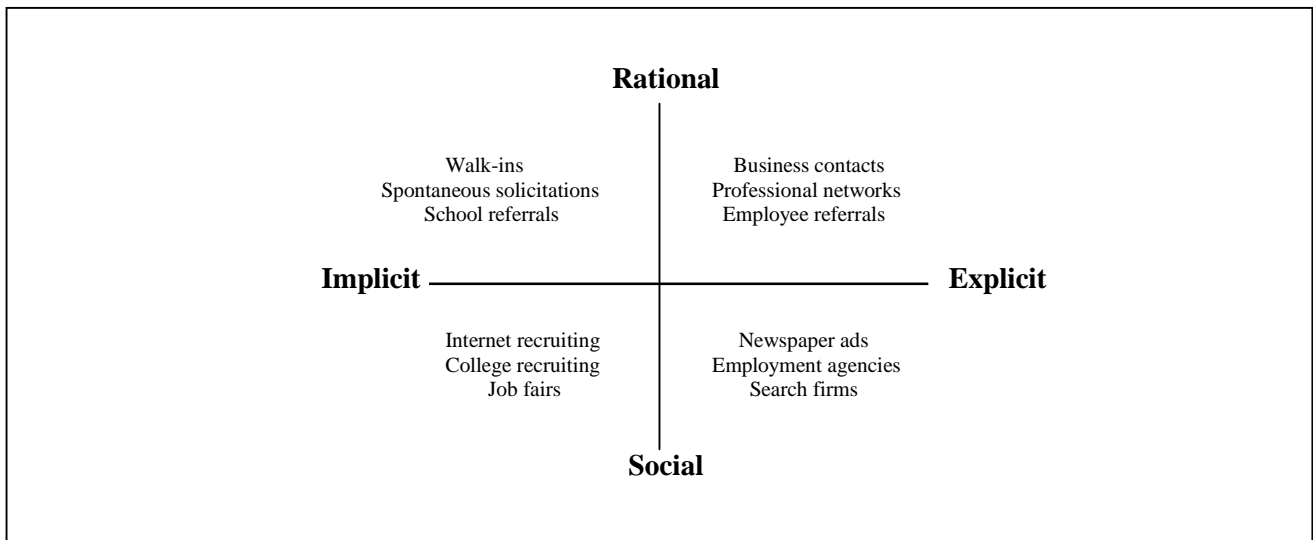 Rational
Walk-ins
Spontaneous solicitations
School referrals
Business contacts
Professional networks
Employee referrals
Implicit
Explicit
Internet recruiting
College recruiting
Job fairs
Newspaper ads
Employment agencies
Search firms
Social